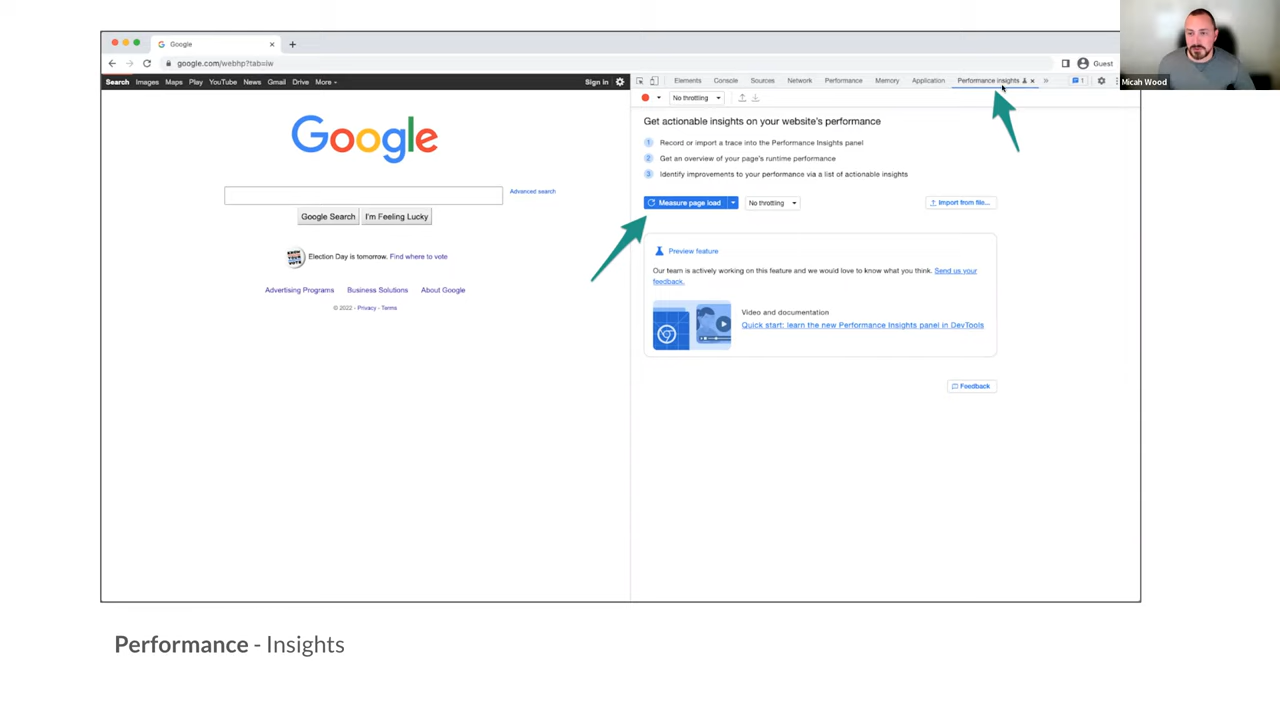 Google
google.com/webhp?tab=iw
Guest
Micah Wood
Search Images Maps Play YouTube News Gmail Drive More
Sign in
Elements Console Sources Network Performance Memory Application Performance insights
1
No throttling
Google
Advanced search
Google Search I'm Feeling Lucky
Election Day is tomorrow. Find where to vote
Advertising Programs Business Solutions About Google
© 2022 - Privacy - Terms
Get actionable insights on your website's performance
1 Record or import a trace into the Performance Insights panel
2 Get an overview of your page's runtime performance
3 Identify improvements to your performance via a list of actionable insights
Measure page load No throttling Import from file...
Preview feature
Our team is actively working on this feature and we would love to know what you think. Send us your
feedback.
Video and documentation
Quick start: learn the new Performance Insights panel in DevTools
Feedback
Performance - Insights